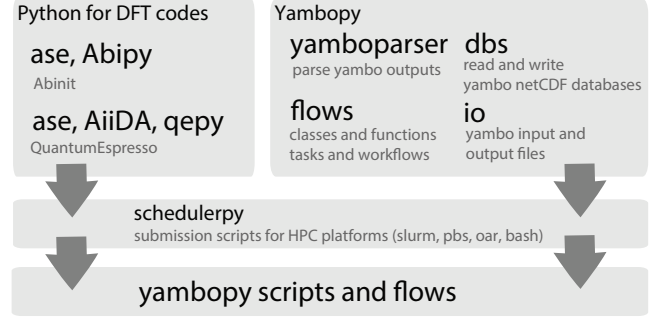 Python for DFT codes
ase, Abipy
Abinit
ase, AiiDA, qepy
QuantumEspresso
Yambopy
yamboparser
parse yambo outputs
dbs
read and write
yambo netCDF databases
flows
classes and functions
tasks and workflows
io
yambo input and
output files
schedulerpy
submission scripts for HPC platforms (slurm, pbs, oar, bash)
yambopy scripts and flows